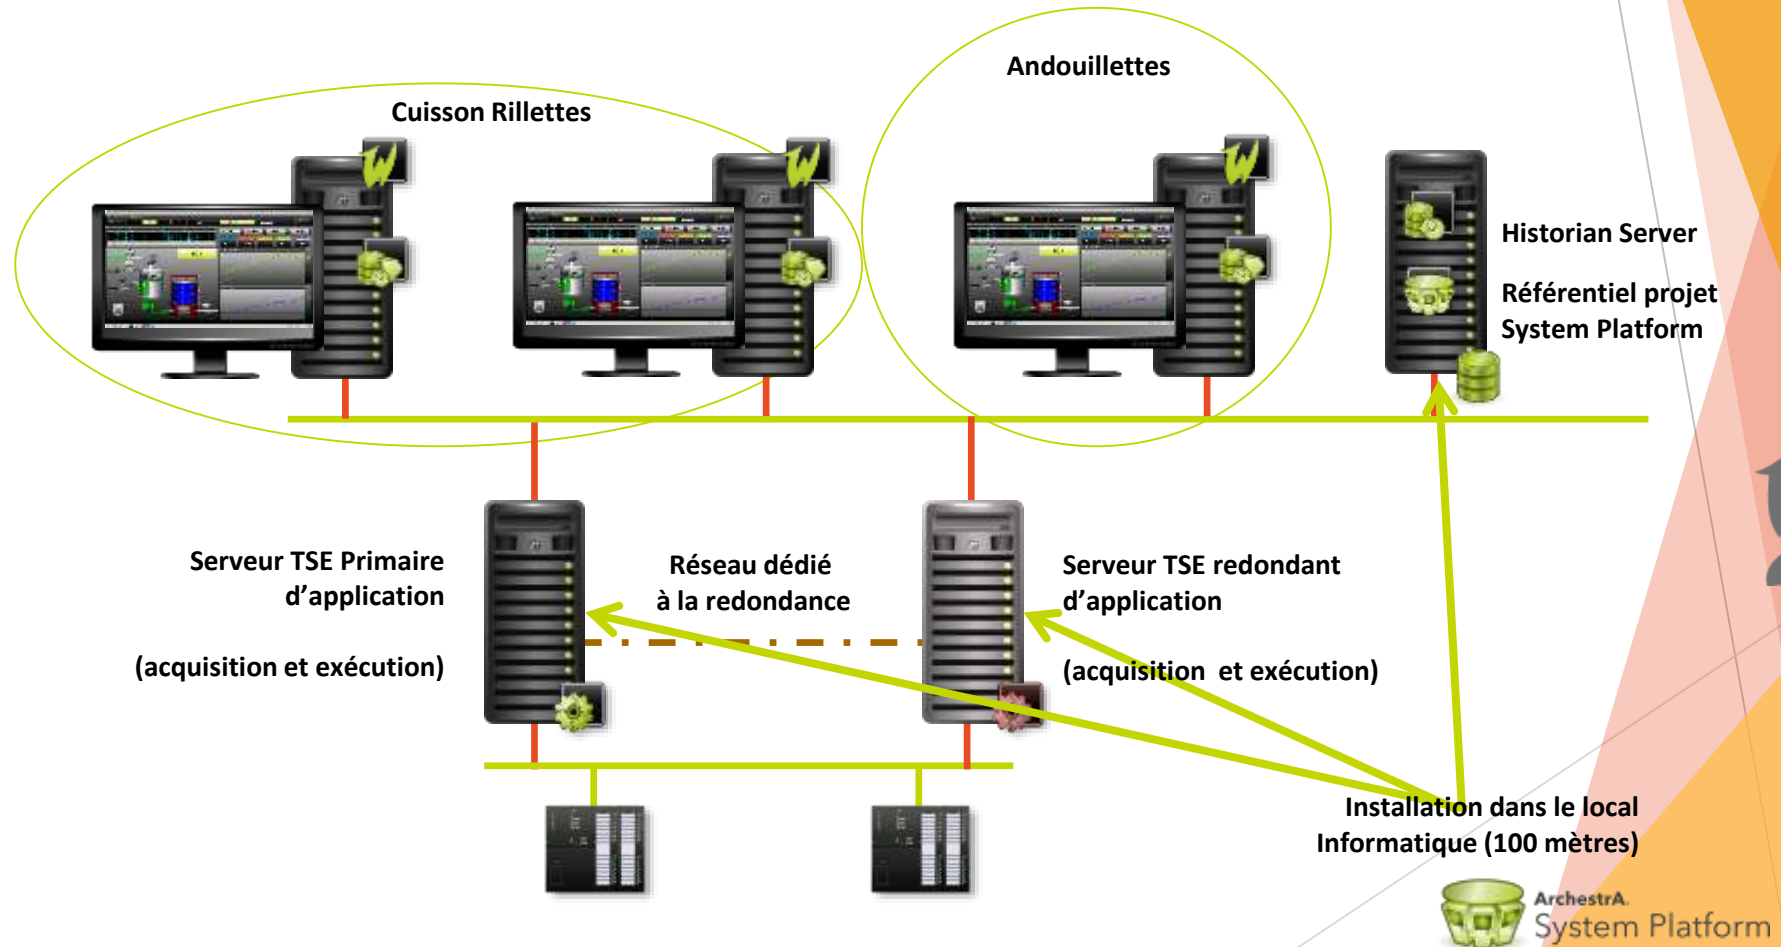 Andouillettes
Cuisson Rillettes
Historian Server
Référentiel projet
System Platform
Serveur TSE Primaire
d’application
(acquisition et exécution)
Réseau dédié
à la redondance
Serveur TSE redondant
d’application
(acquisition et exécution)
Installation dans le local
Informatique (100 mètres)
ArchestrA.
System Platform